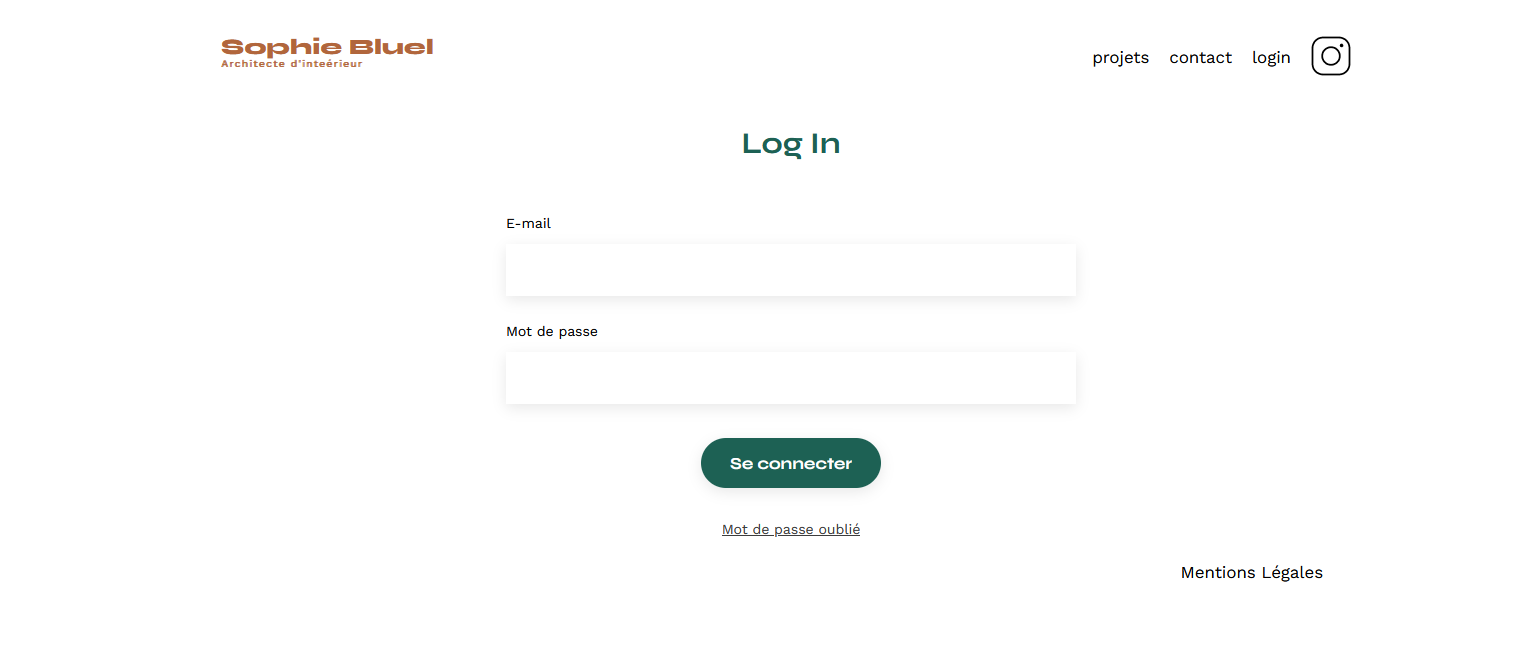 Sophie Bluel
Architecte d'inteérieur
projets contact login
Log In
E-mail
Mot de passe
Se connecter
Mot de passe oublié
Mentions Légales